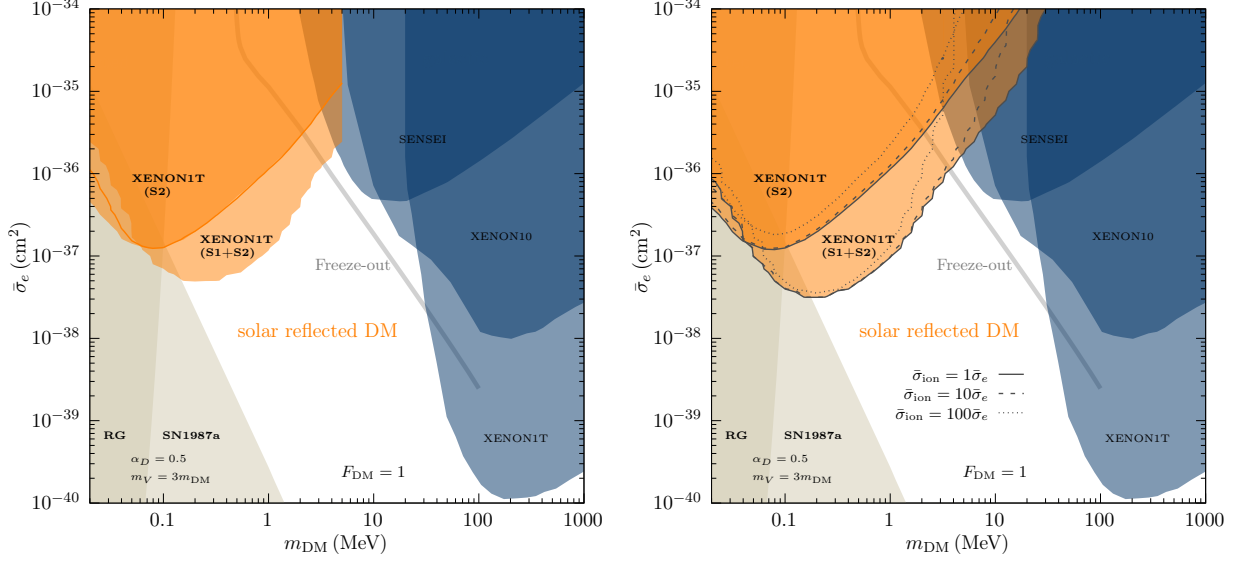 10⁻³⁴
10⁻³⁵
10⁻³⁶
10⁻³⁷
10⁻³⁸
10⁻³⁹
10⁻⁴⁰
σ̄ₑ (cm²)
SENSEI
XENON1T
(S2)
XENON1T
(S1+S2)
XENON10
Freeze-out
solar reflected DM
XENON1T
RG SN1987a
α_D = 0.5
m_V = 3m_DM
F_DM = 1
0.1 1 10 100 1000
m_DM (MeV)
10⁻³⁴
10⁻³⁵
10⁻³⁶
10⁻³⁷
10⁻³⁸
10⁻³⁹
10⁻⁴⁰
σ̄ₑ (cm²)
SENSEI
XENON1T
(S2)
XENON1T
(S1+S2)
XENON10
Freeze-out
solar reflected DM
σ̄_ion = 1σ̄ₑ
σ̄_ion = 10σ̄ₑ
σ̄_ion = 100σ̄ₑ
XENON1T
RG SN1987a
α_D = 0.5
m_V = 3m_DM
F_DM = 1
0.1 1 10 100 1000
m_DM (MeV)